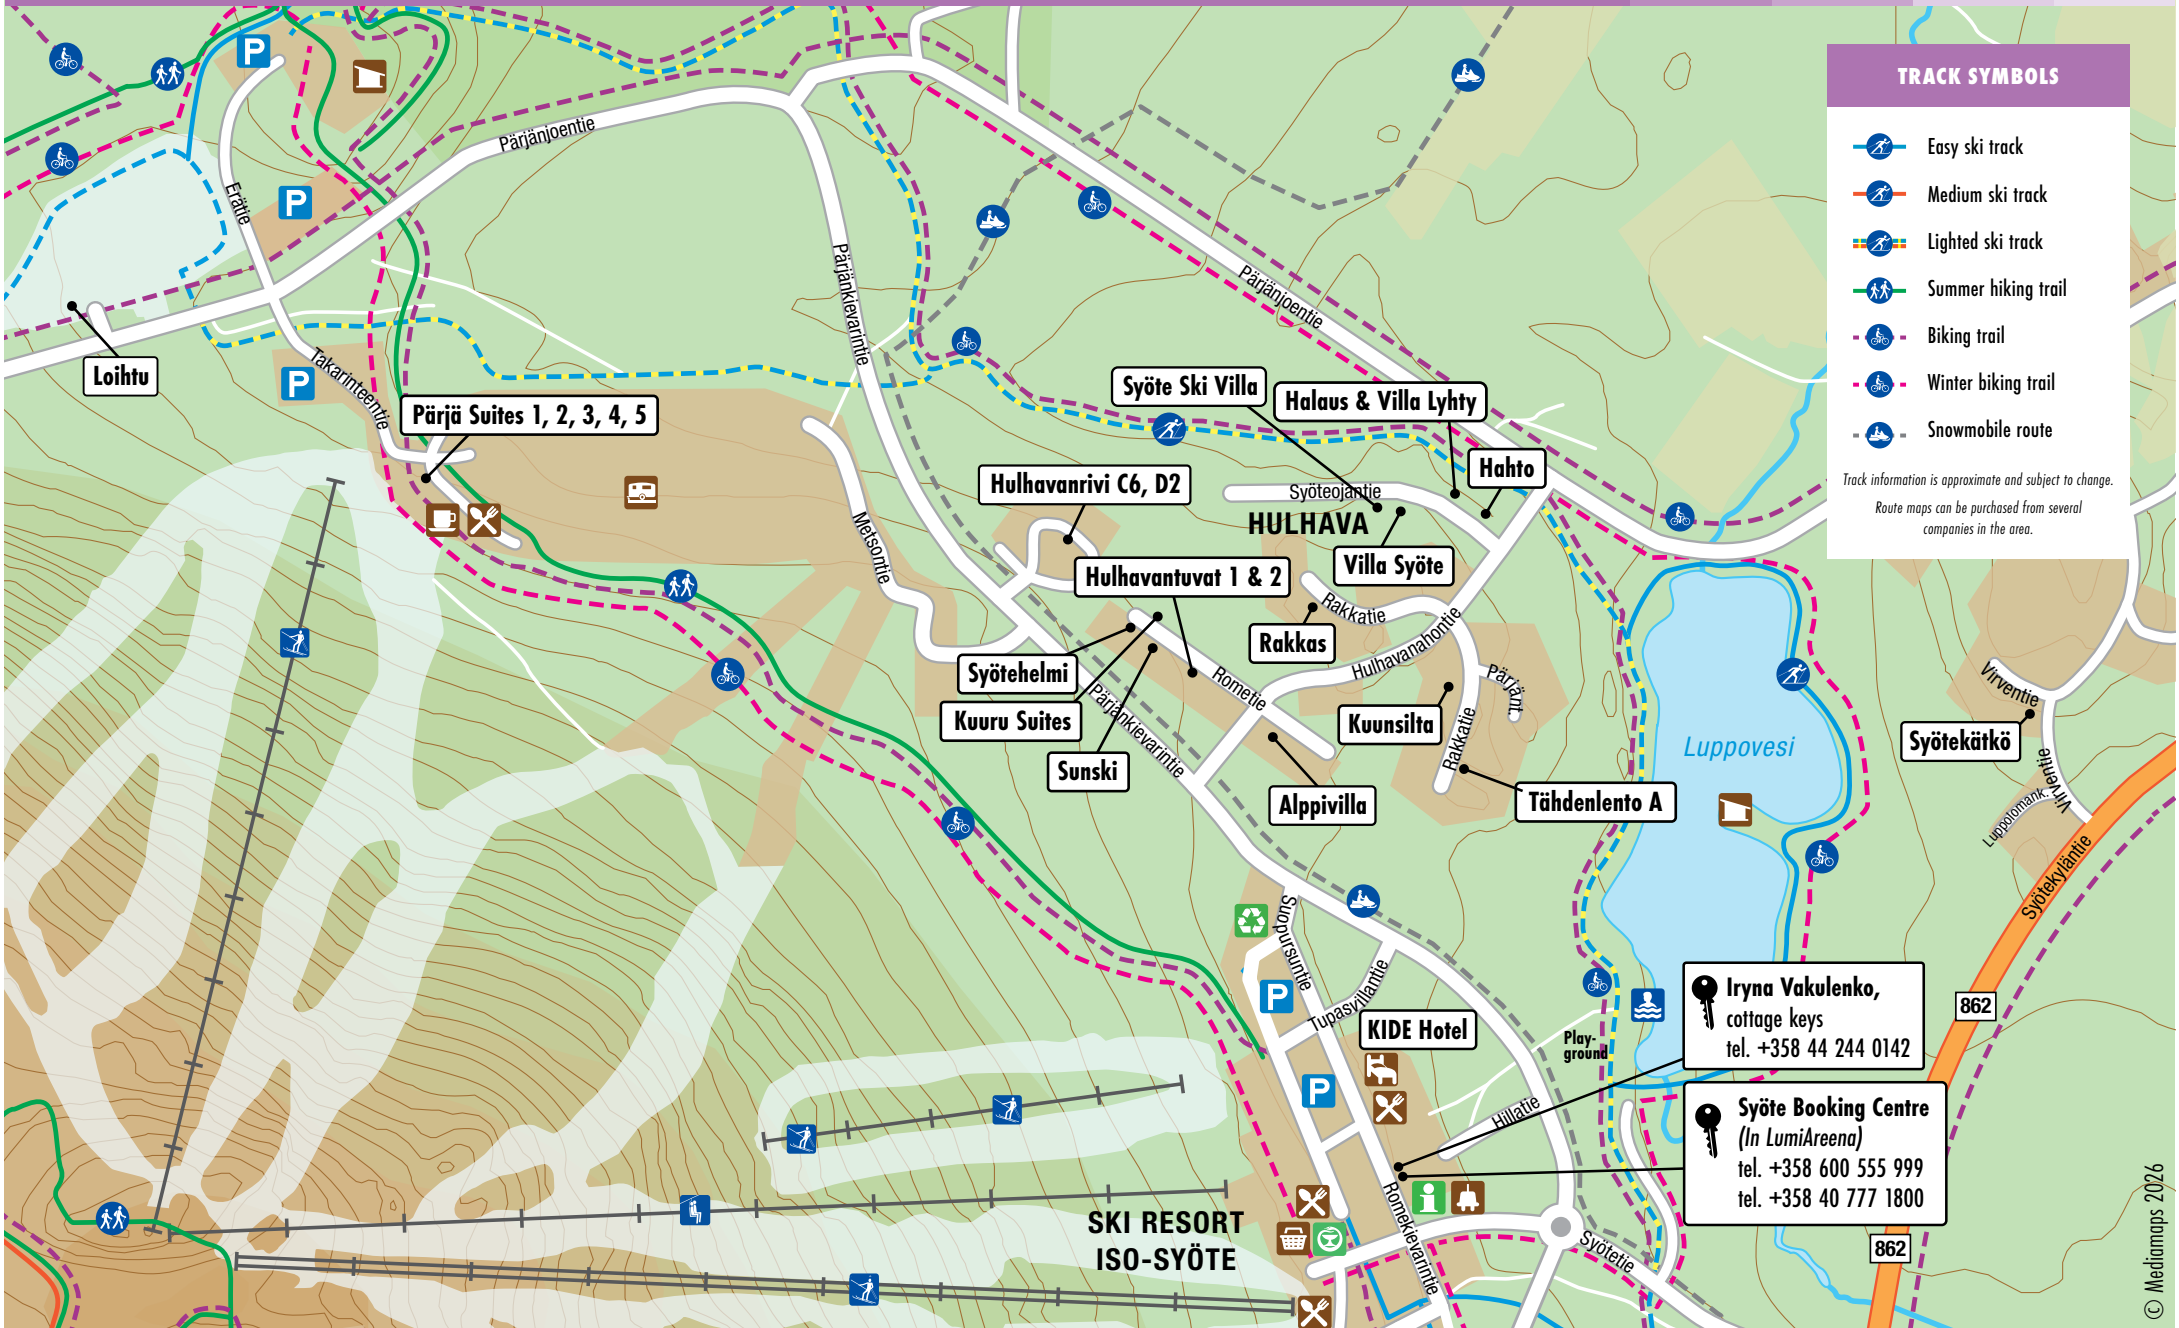 TRACK SYMBOLS
Easy ski track
Medium ski track
Lighted ski track
Summer hiking trail
Biking trail
Winter biking trail
Snowmobile route
Track information is approximate and subject to change.
Route maps can be purchased from several
companies in the area.
P
Pärjänjoentie
Erätie
P
Pärjänkievarintie
Pärjänjoentie
Loihtu
P
Takarinteentie
Pärjä Suites 1, 2, 3, 4, 5
Syöte Ski Villa
Halaus & Villa Lyhty
Hahto
Hulhavanrivi C6, D2
Syöteojantie
HULHAVA
Metsontie
Villa Syöte
Hulhavantuvat 1 & 2
Rakkatie
Rakkas
Hulhavanahontie
Syötehelmi
Rometie
Pärjänt.
Kuuru Suites
Pärjänkievarintie
Kuunsilta
Rakkatie
Sunski
Alppivilla
Tähdenlento A
Luppovesi
Virventie
Syötekätkö
Virventie
Luppolomank.
Syötekyläntie
Suopursuntie
P
Tupasvillantie
KIDE Hotel
Play-
ground
862
Iryna Vakulenko,
cottage keys
tel. +358 44 244 0142
P
Hillatie
Syöte Booking Centre
(In LumiAreena)
tel. +358 600 555 999
tel. +358 40 777 1800
SKI RESORT
ISO-SYÖTE
i
Romekievarintie
Syötetie
862
© Mediamaps 2026